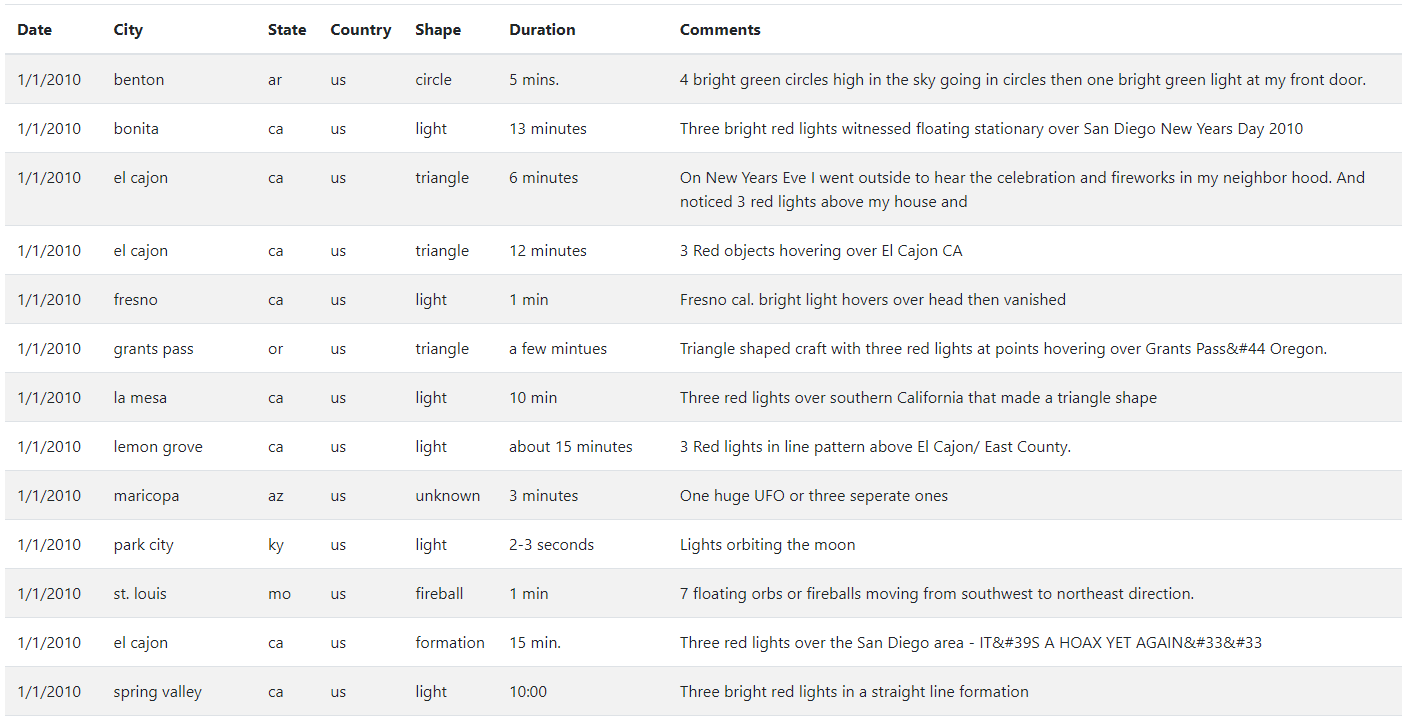 Date City State Country Shape Duration Comments
1/1/2010 benton ar us circle 5 mins. 4 bright green circles high in the sky going in circles then one bright green light at my front door.
1/1/2010 bonita ca us light 13 minutes Three bright red lights witnessed floating stationary over San Diego New Years Day 2010
1/1/2010 el cajon ca us triangle 6 minutes On New Years Eve I went outside to hear the celebration and fireworks in my neighbor hood. And
noticed 3 red lights above my house and
1/1/2010 el cajon ca us triangle 12 minutes 3 Red objects hovering over El Cajon CA
1/1/2010 fresno ca us light 1 min Fresno cal. bright light hovers over head then vanished
1/1/2010 grants pass or us triangle a few mintues Triangle shaped craft with three red lights at points hovering over Grants Pass&#44 Oregon.
1/1/2010 la mesa ca us light 10 min Three red lights over southern California that made a triangle shape
1/1/2010 lemon grove ca us light about 15 minutes 3 Red lights in line pattern above El Cajon/ East County.
1/1/2010 maricopa az us unknown 3 minutes One huge UFO or three seperate ones
1/1/2010 park city ky us light 2-3 seconds Lights orbiting the moon
1/1/2010 st. louis mo us fireball 1 min 7 floating orbs or fireballs moving from southwest to northeast direction.
1/1/2010 el cajon ca us formation 15 min. Three red lights over the San Diego area - IT&#39S A HOAX YET AGAIN&#33&#33
1/1/2010 spring valley ca us light 10:00 Three bright red lights in a straight line formation